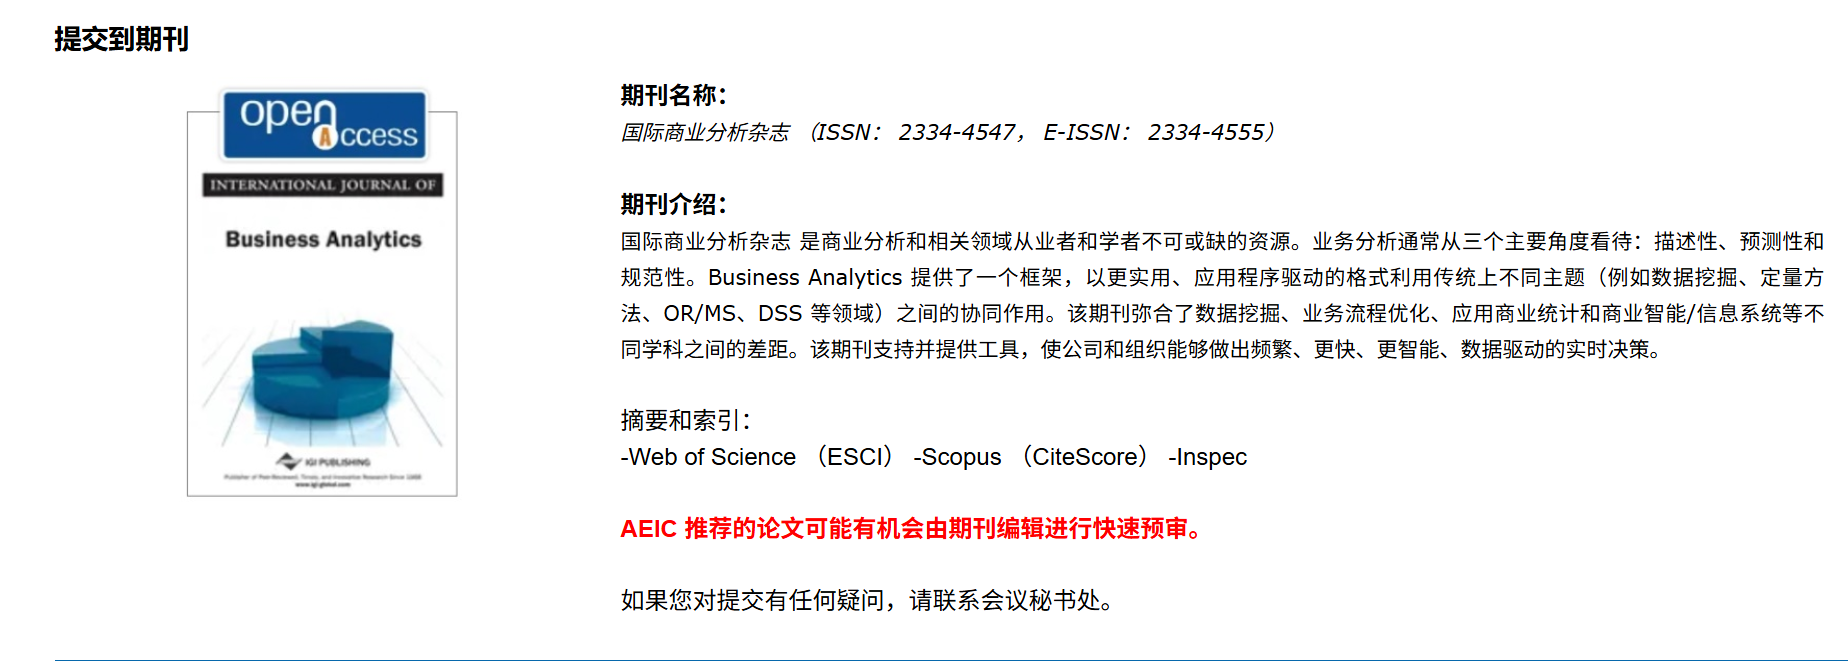 提交到期刊
open
Access
INTERNATIONAL JOURNAL OF
Business Analytics
IGI PUBLISHING
Publisher of Peer-Reviewed, Timely, and Innovative Research Since 1988
www.igi-global.com
期刊名称：
国际商业分析杂志 （ISSN： 2334-4547， E-ISSN： 2334-4555）
期刊介绍：
国际商业分析杂志 是商业分析和相关领域从业者和学者不可或缺的资源。业务分析通常从三个主要角度看待：描述性、预测性和
规范性。Business Analytics 提供了一个框架，以更实用、应用程序驱动的格式利用传统上不同主题（例如数据挖掘、定量方
法、OR/MS、DSS 等领域）之间的协同作用。该期刊弥合了数据挖掘、业务流程优化、应用商业统计和商业智能/信息系统等不
同学科之间的差距。该期刊支持并提供工具，使公司和组织能够做出频繁、更快、更智能、数据驱动的实时决策。
摘要和索引：
-Web of Science （ESCI） -Scopus （CiteScore） -Inspec
AEIC 推荐的论文可能有机会由期刊编辑进行快速预审。
如果您对提交有任何疑问，请联系会议秘书处。